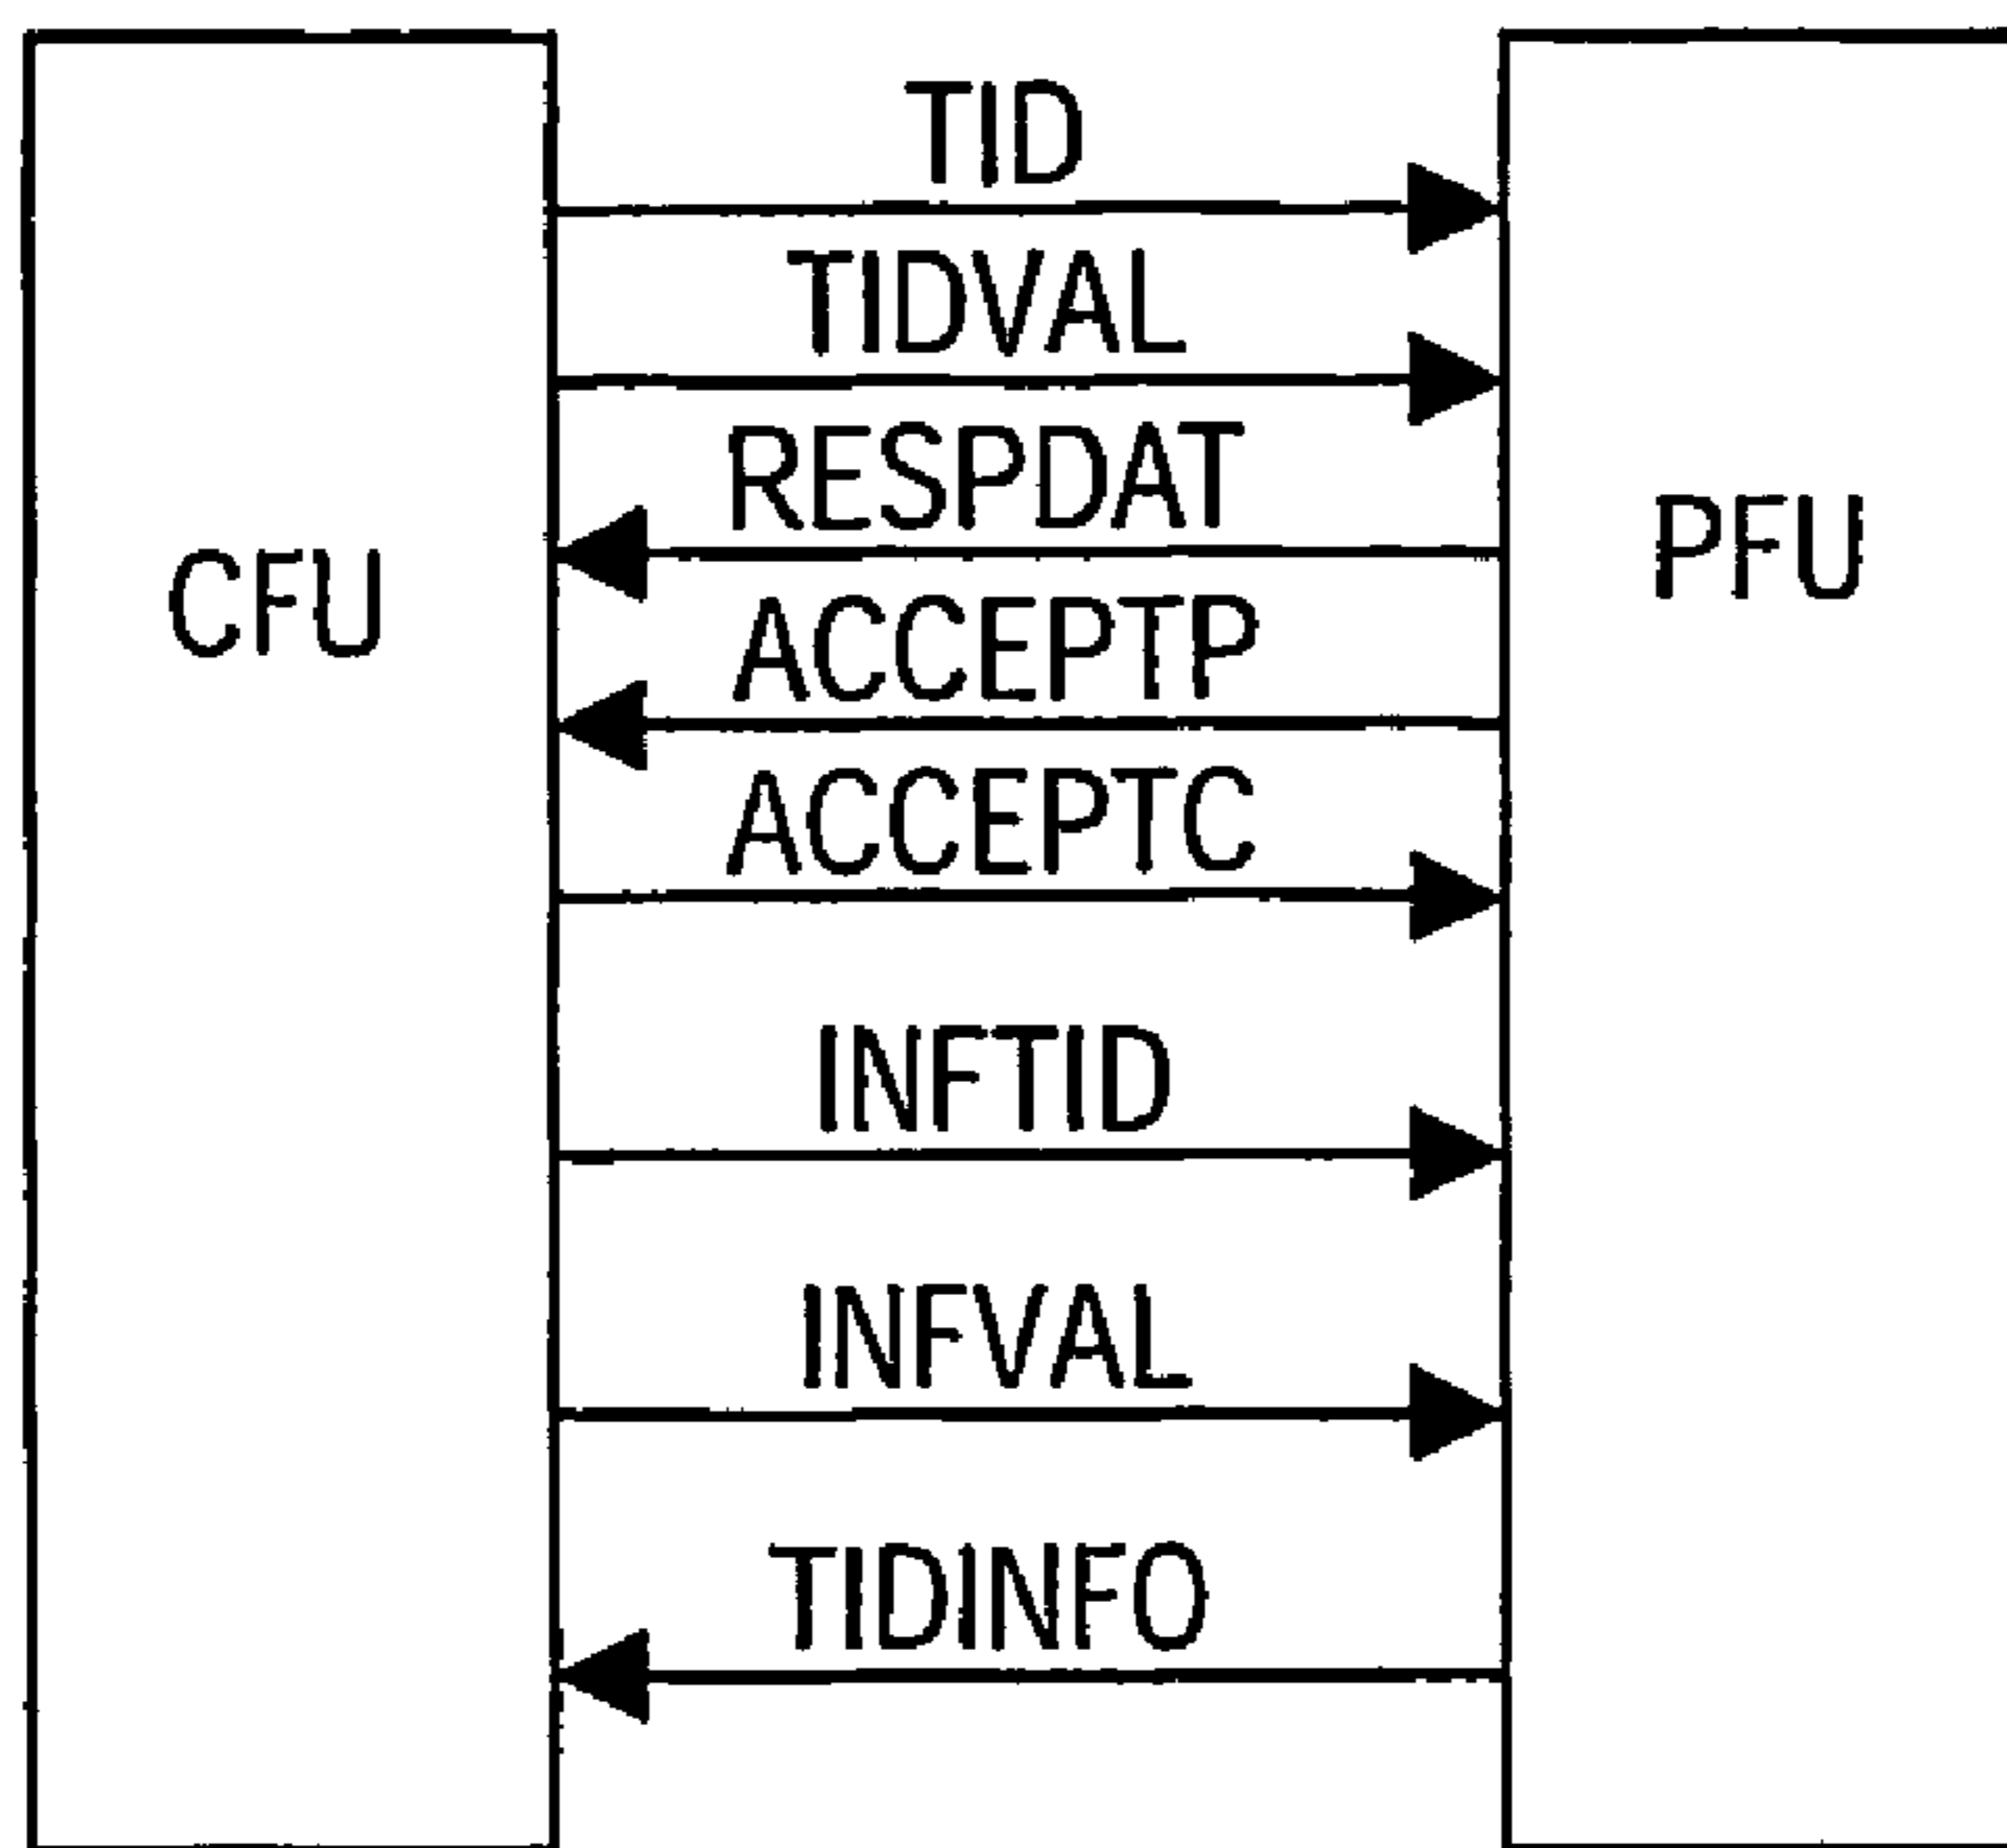 TID
TIDVAL
RESPDAT
PFU
CFU
ACCEPTP
ACCEPTC
INFTID
INFVAL
TIDINFO